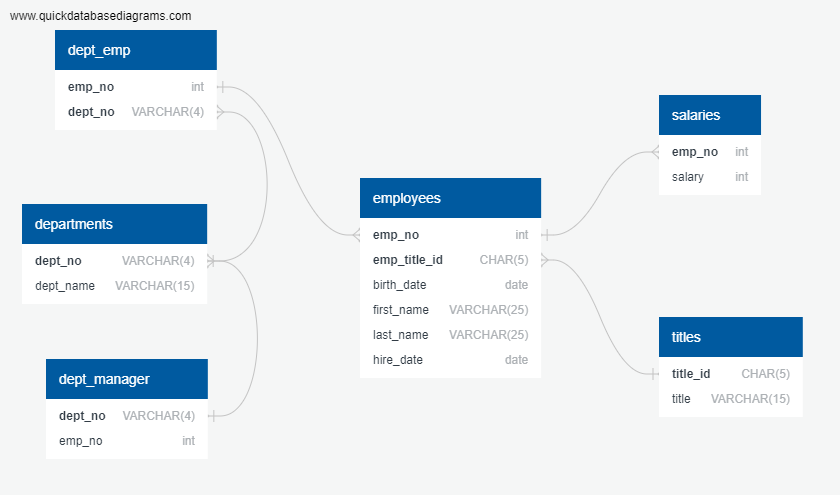 www.quickdatabasediagrams.com
dept_emp
emp_no int
dept_no VARCHAR(4)
departments
dept_no VARCHAR(4)
dept_name VARCHAR(15)
dept_manager
dept_no VARCHAR(4)
emp_no int
employees
emp_no int
emp_title_id CHAR(5)
birth_date date
first_name VARCHAR(25)
last_name VARCHAR(25)
hire_date date
salaries
emp_no int
salary int
titles
title_id CHAR(5)
title VARCHAR(15)